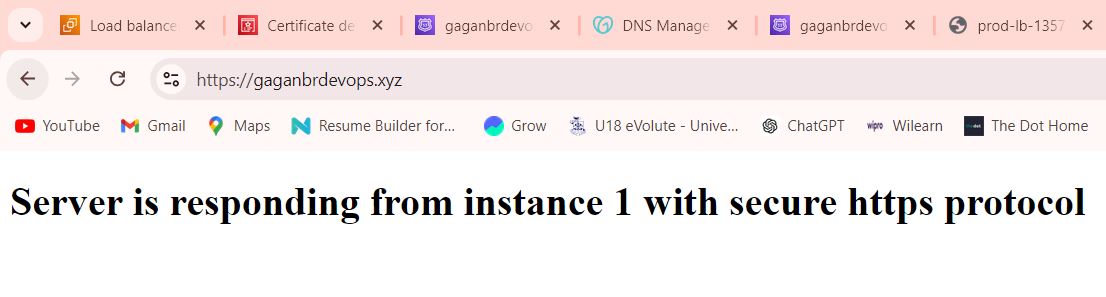 Load balance
Certificate de
gaganbrdevo
DNS Manage
gaganbrdevo
prod-lb-1357
https://gaganbrdevops.xyz
YouTube
Gmail
Maps
Resume Builder for...
Grow
U18 eVolute - Unive...
ChatGPT
wipro
Wilearn
The Dot Home
Server is responding from instance 1 with secure https protocol